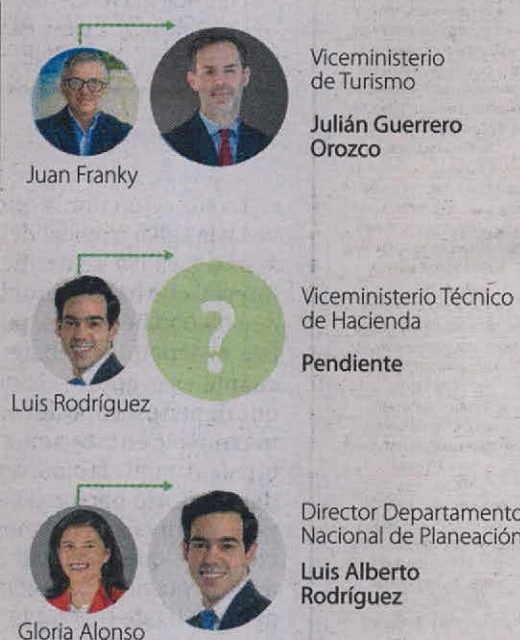 Viceministerio
de Turismo
Julián Guerrero
Orozco
Juan Franky
?
Viceministerio Técnico
de Hacienda
Pendiente
Luis Rodríguez
Director Departamento
Nacional de Planeación
Luis Alberto
Rodríguez
Gloria Alonso